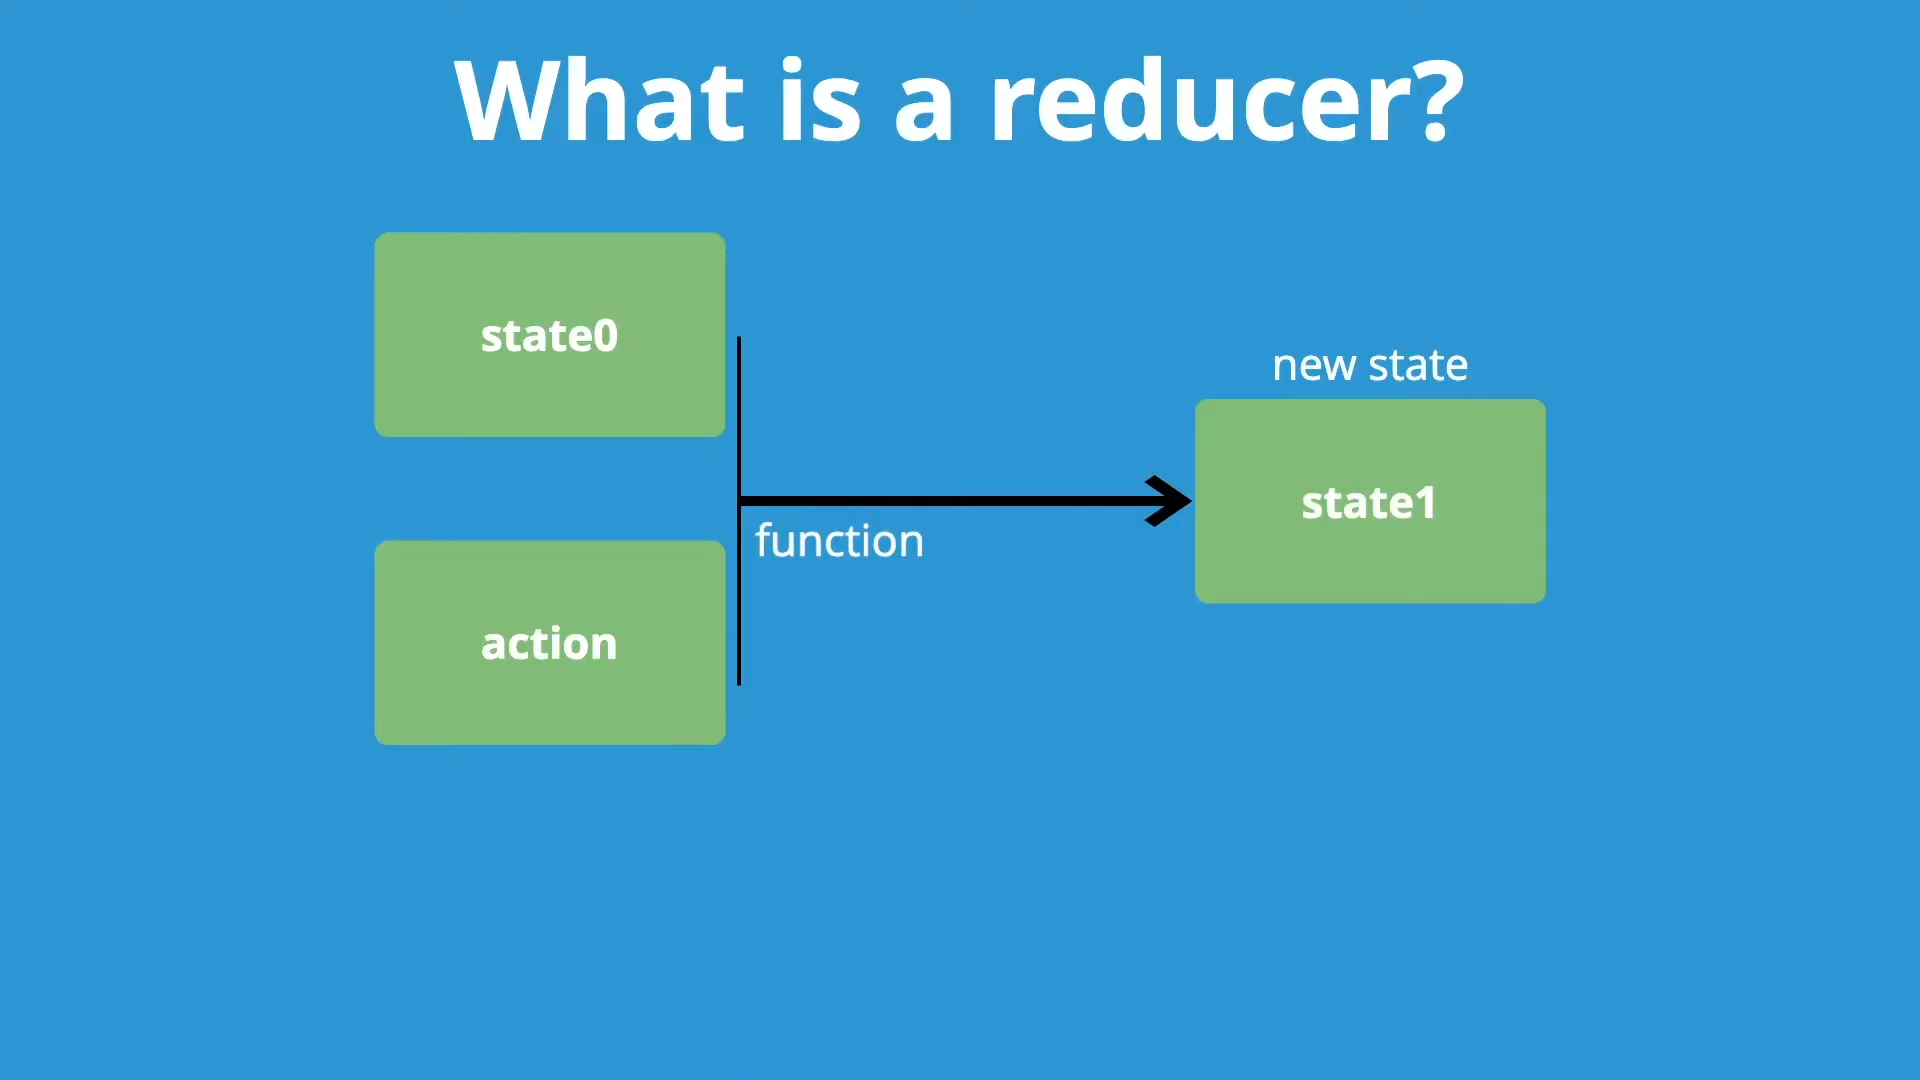 What is a reducer?
state0
new state
state1
function
action